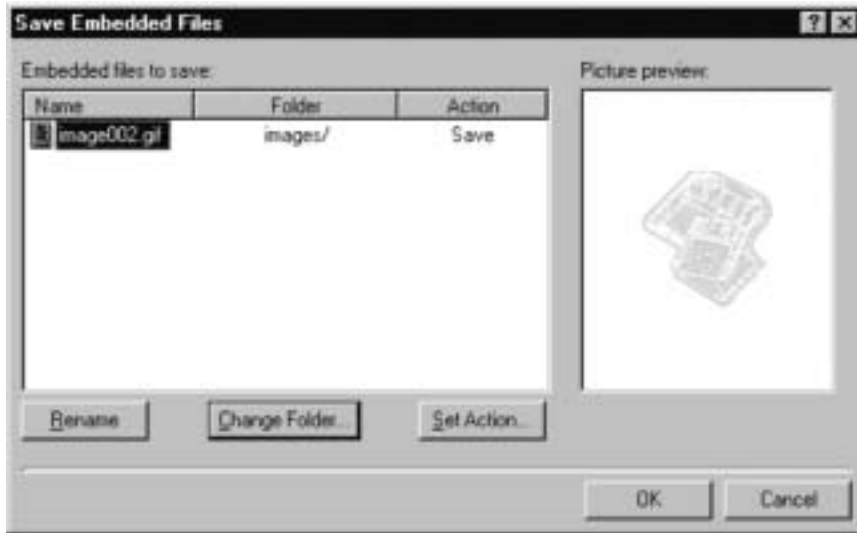 Save Embedded Files
Embedded files to save:
Picture preview:
Name Folder Action
image002.gif images/ Save
Rename Change Folder... Set Action...
OK Cancel